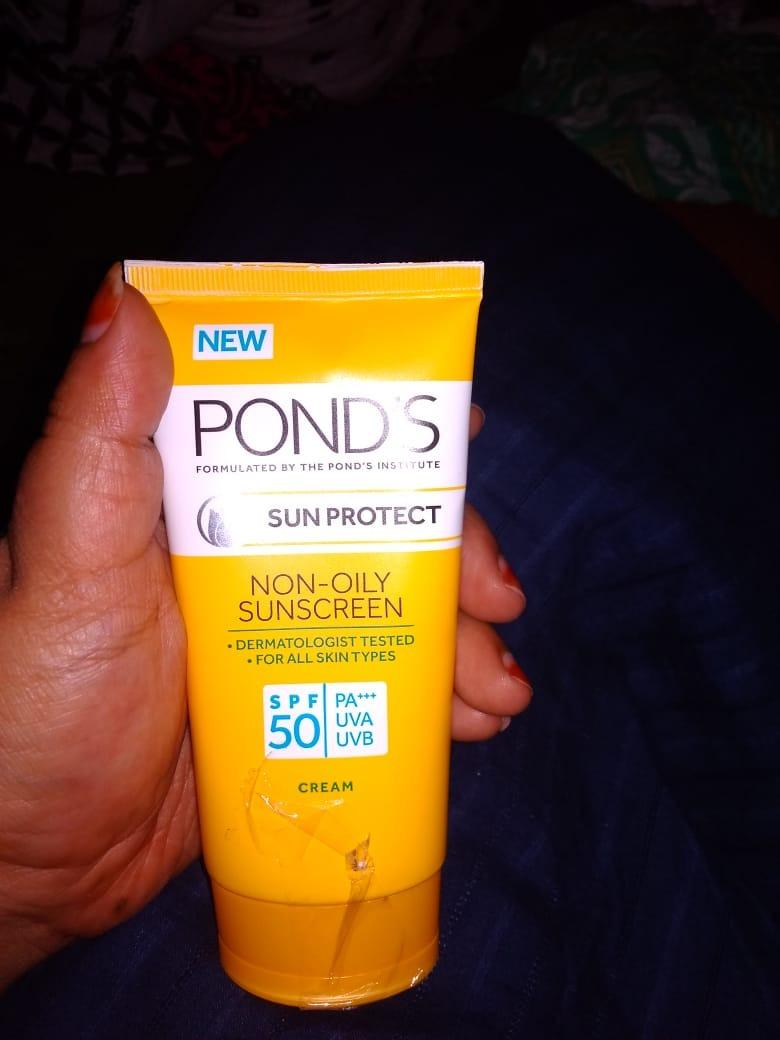 NEW
POND'S
FORMULATED BY THE POND'S INSTITUTE
SUN PROTECT
NON-OILY
SUNSCREEN
• DERMATOLOGIST TESTED
• FOR ALL SKIN TYPES
SPF
50
PA+++
UVA
UVB
CREAM